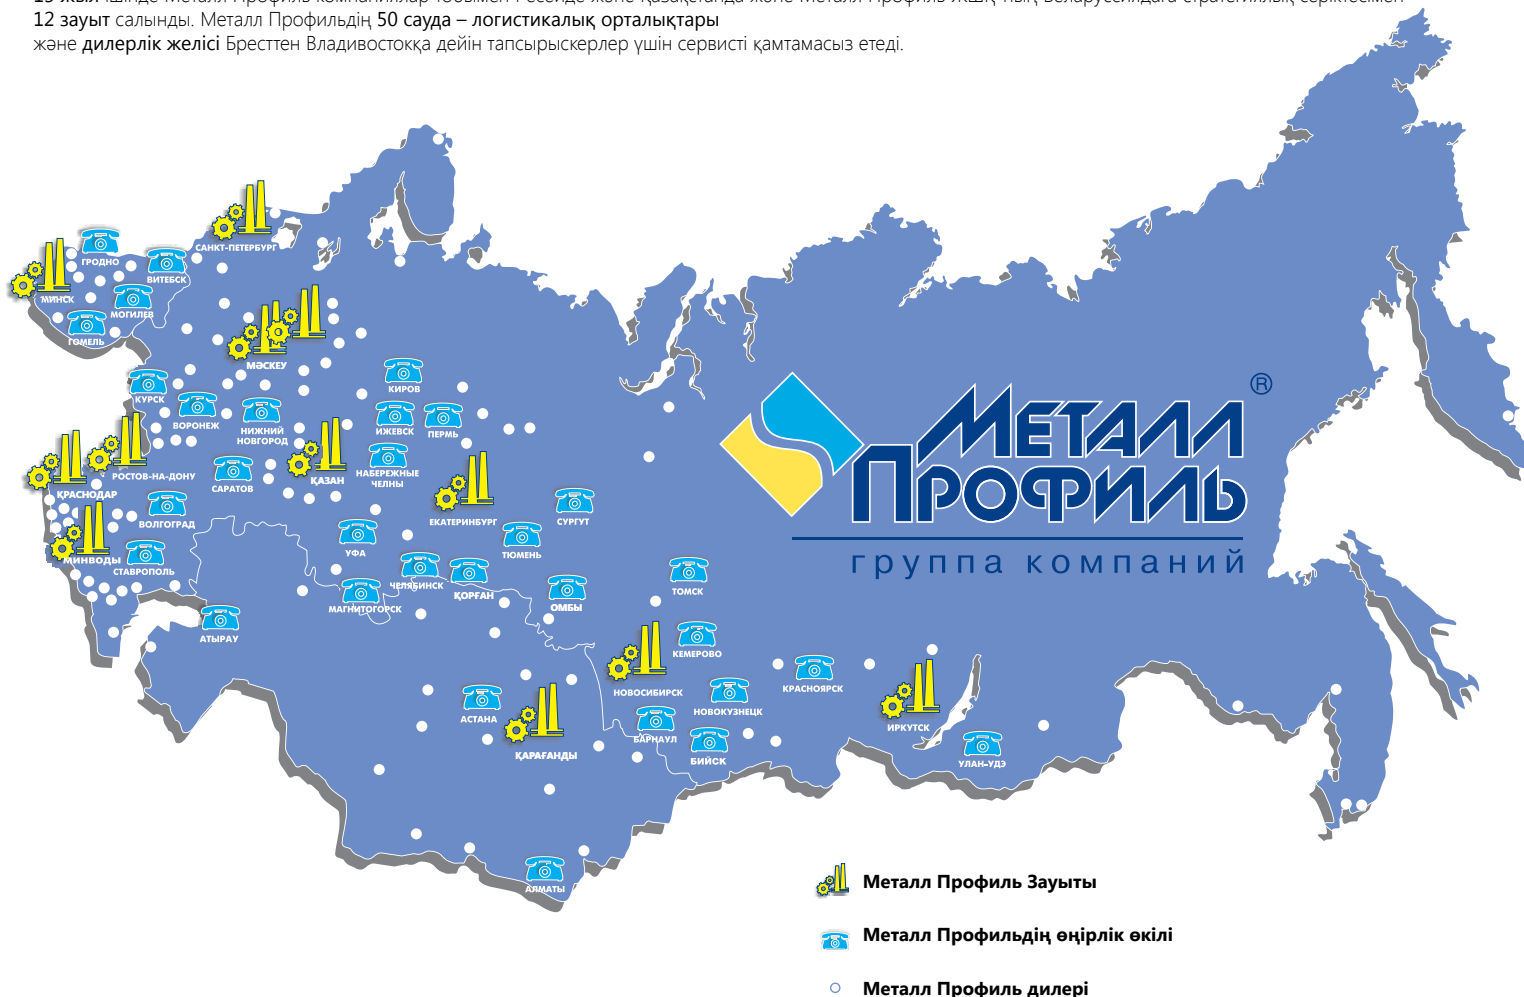 12 зауыт салынды. Металл Профильдің 50 сауда – логистикалық орталықтары
және дилерлік желісі Бресттен Владивостокқа дейін тапсырыскерлер үшін сервисті қамтамасыз етеді.
САНКТ-ПЕТЕРБУРГ
ГРОДНО
ВИТЕБСК
МИНСК
МОГИЛЕВ
ГОМЕЛЬ
МӘСКЕУ
КИРОВ
КУРСК
ВОРОНЕЖ
НИЖНИЙ
НОВГОРОД
ИЖЕВСК
ПЕРМЬ
РОСТОВ-НА-ДОНУ
ҚАЗАН
НАБЕРЕЖНЫЕ
ЧЕЛНЫ
САРАТОВ
ҚРАСНОДАР
ВОЛГОГРАД
ЕКАТЕРИНБУРГ
СУРГУТ
УФА
ТЮМЕНЬ
МИНВОДЫ
СТАВРОПОЛЬ
ЧЕЛЯБИНСК
ҚОРҒАН
МАГНИТОГОРСК
ОМБЫ
ТОМСК
АТЫРАУ
КЕМЕРОВО
НОВОСИБИРСК
КРАСНОЯРСК
НОВОКУЗНЕЦК
АСТАНА
БАРНАУЛ
ИРКУТСК
ҚАРАҒАНДЫ
БИЙСК
УЛАН-УДЭ
АЛМАТЫ
МЕТАЛЛ ®
ПРОФИЛЬ
группа компаний
Металл Профиль Зауыты
Металл Профильдің өңірлік өкілі
Металл Профиль дилері